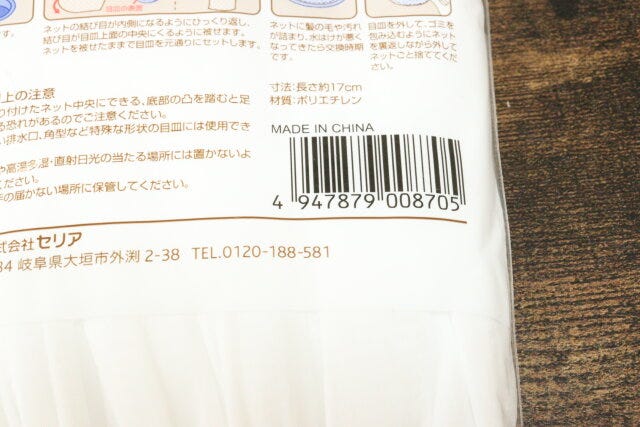 ネットの結び目が内側になるようにひっくり返し、
結び目が目皿上面の中央にくるように被せます。
ネットを被せたままで目皿を元通りにセットします。
ネットに髪の毛や汚れ
が詰まり、水はけが悪く
なってきたら交換時期
です。
目皿を外して、ゴミを
包み込むようにネット
を裏返しながら外して
ネットごと捨ててくだ
さい。
上の注意
り付けたネット中央にできる、底部の凸を踏むと足
る恐れがあるのでご注意ください。
い排水口、角型など特殊な形状の目皿には使用でき
や高温多湿・直射日光の当たる場所には置かないよ
ください。
手の届かない場所に保管してください。
寸法:長さ約17cm
材質:ポリエチレン
MADE IN CHINA
4 947879 008705
式会社セリア
84 岐阜県大垣市外渕 2-38 TEL.0120-188-581